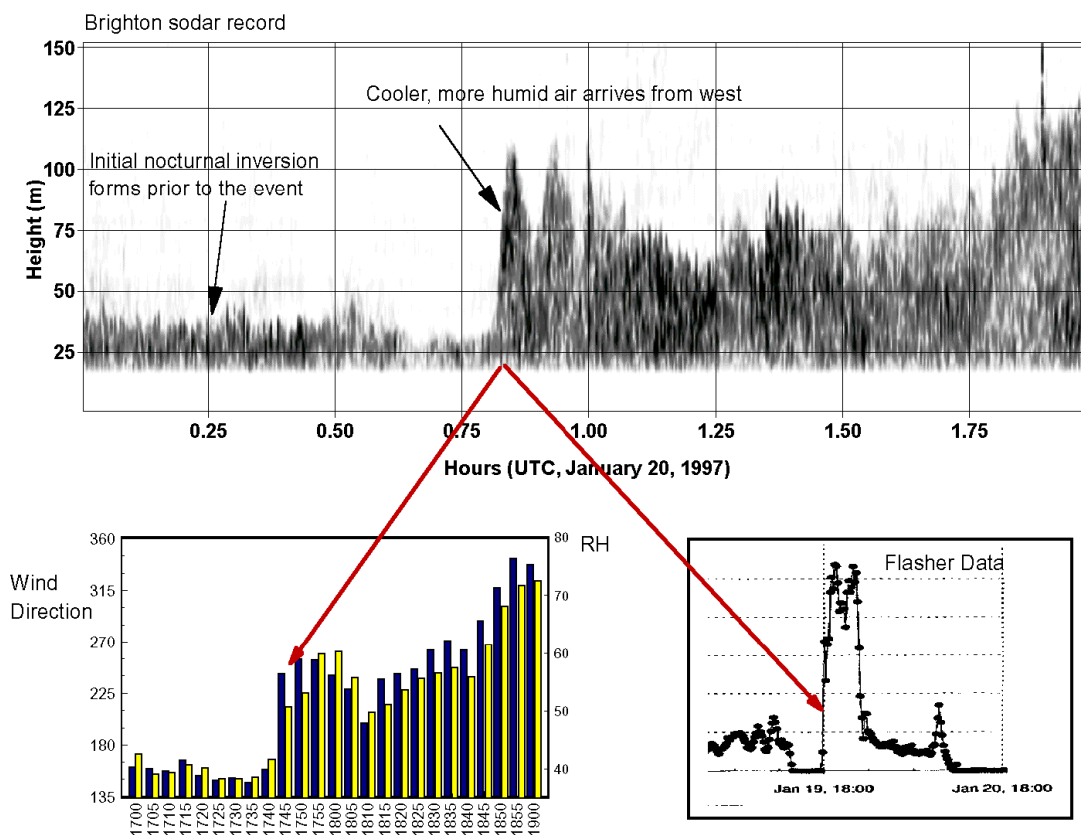 Brighton sodar record
150
125
100
75
50
25
Height (m)
Cooler, more humid air arrives from west
Initial nocturnal inversion
forms prior to the event
0.25 0.50 0.75 1.00 1.25 1.50 1.75
Hours (UTC, January 20, 1997)
360
315
270
225
180
135
Wind
Direction
80
70
60
50
40
RH
1700 1705 1710 1715 1720 1725 1730 1735 1740 1745 1750 1755 1800 1805 1810 1815 1820 1825 1830 1835 1840 1845 1850 1855 1900
Flasher Data
Jan 19, 18:00 Jan 20, 18:00